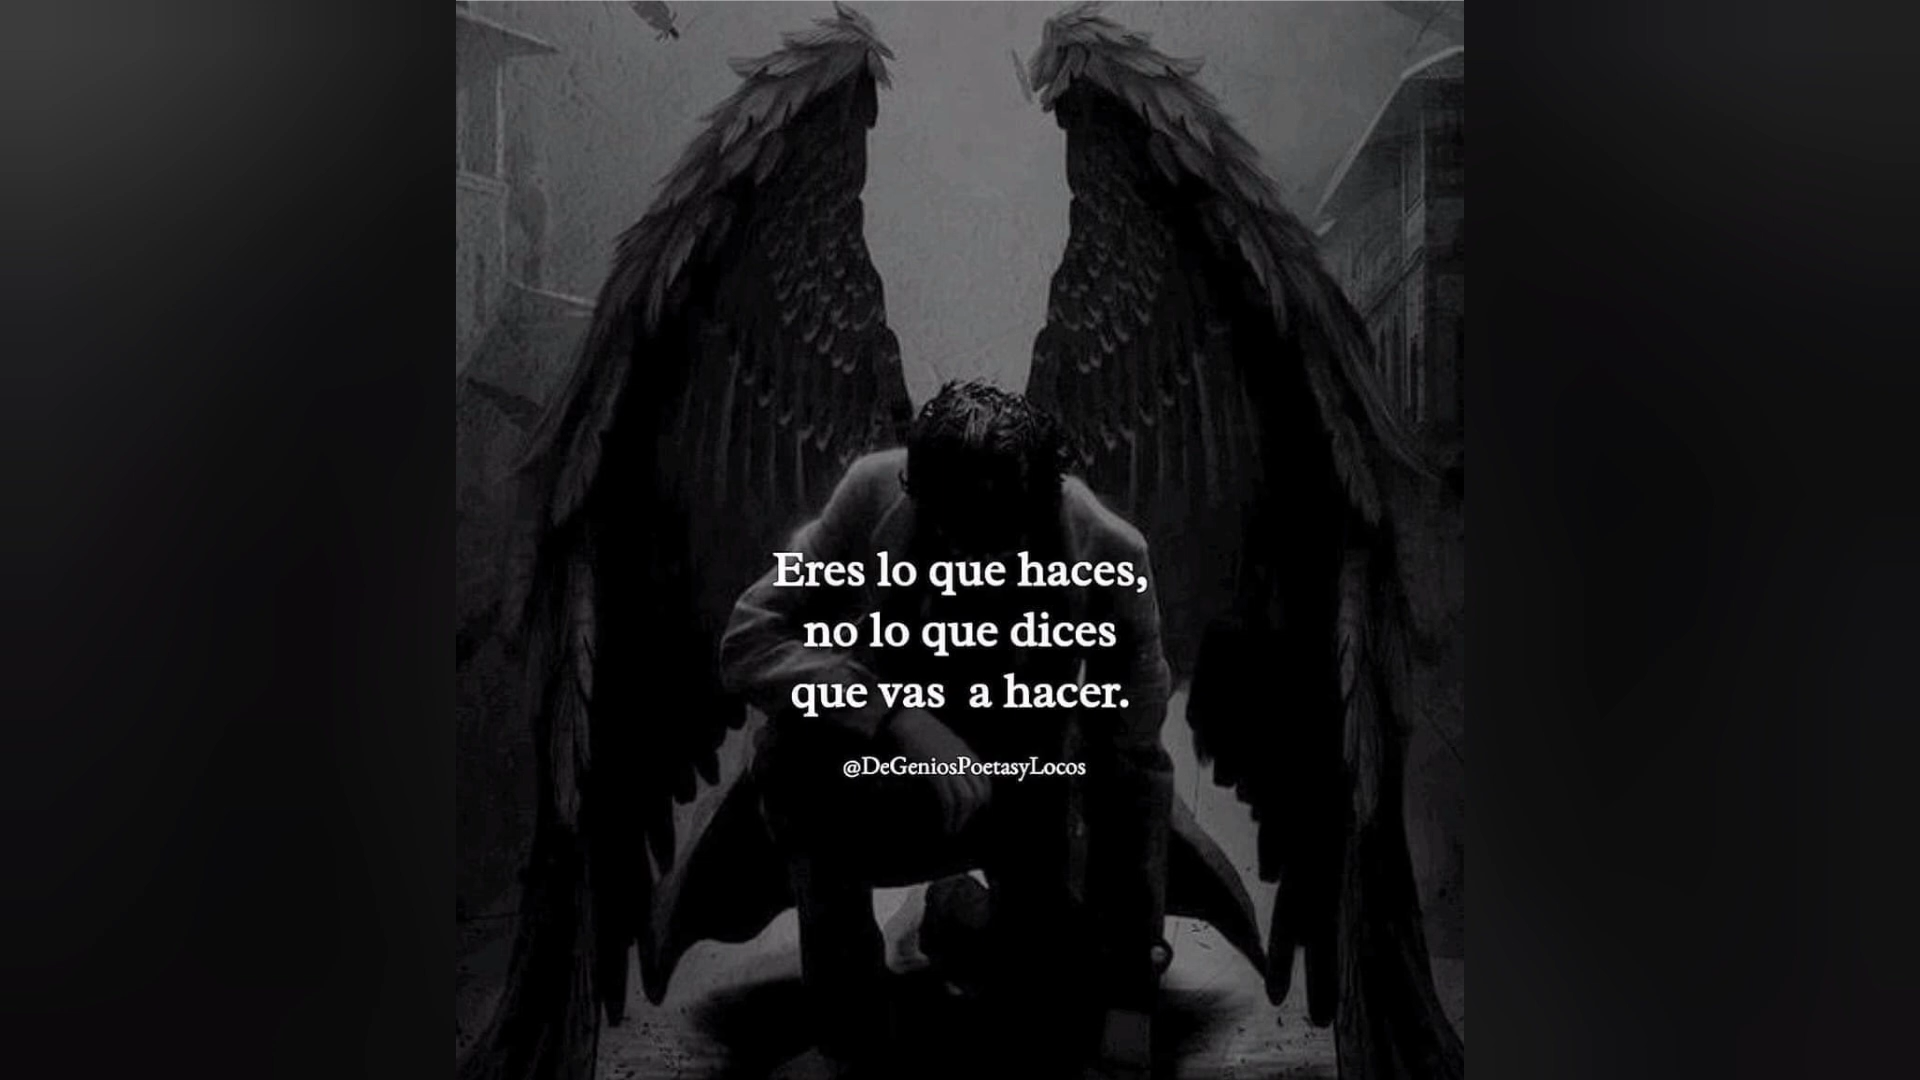 Eres lo que haces,
no lo que dices
que vas  a hacer.
@DeGeniosPoetasyLocos